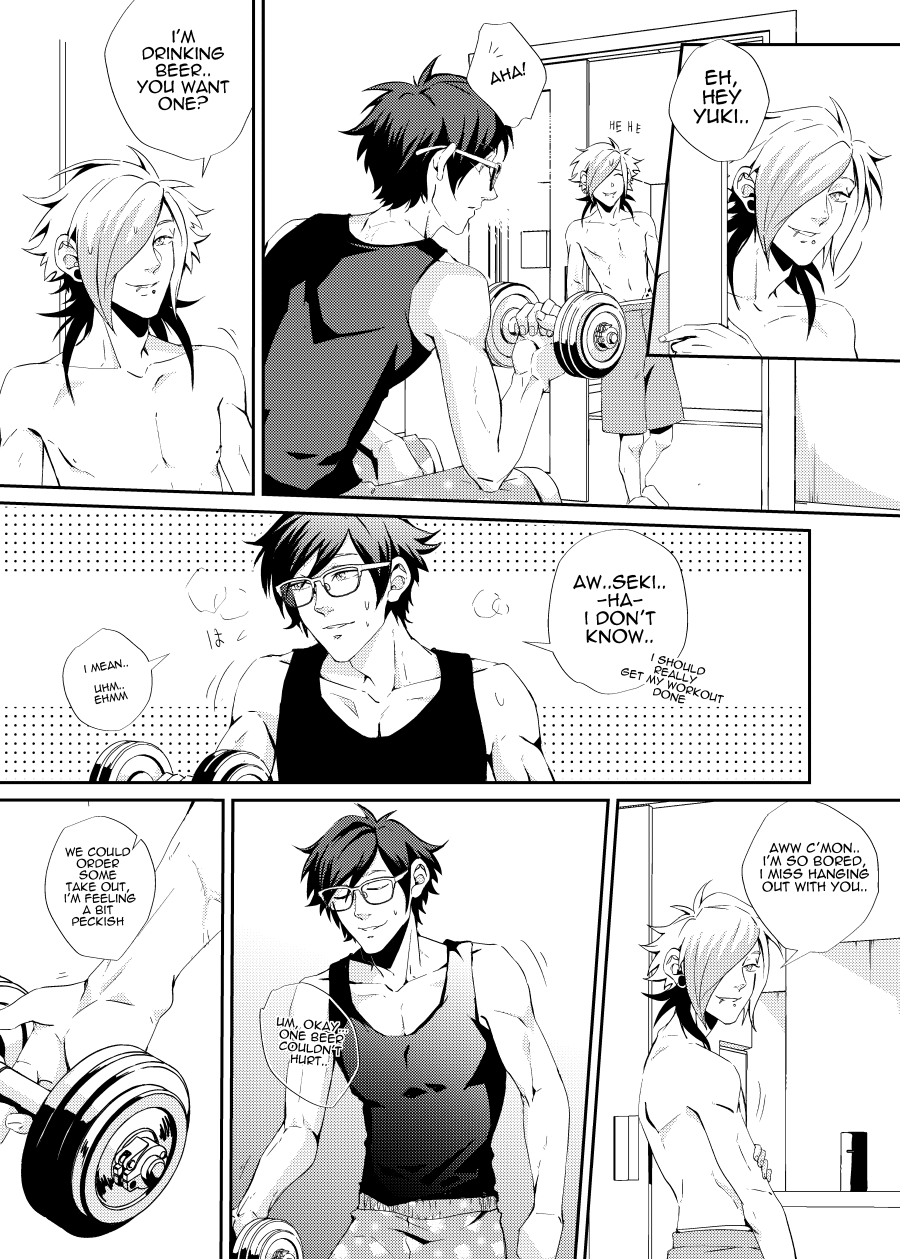 EH,
HEY
YUKI..
AHA!
HE HE
I'M
DRINKING
BEER..
YOU WANT
ONE?
AW..SEKI..
-HA-
I DON'T
KNOW..
I SHOULD
REALLY
GET MY WORKOUT
DONE
は
I MEAN..
UHM..
EHMM
AWW C'MON..
I'M SO BORED,
I MISS HANGING
OUT WITH YOU..
UM, OKAY...
ONE BEER
COULDN'T
HURT..
WE COULD
ORDER
SOME
TAKE OUT,
I'M FEELING
A BIT
PECKISH